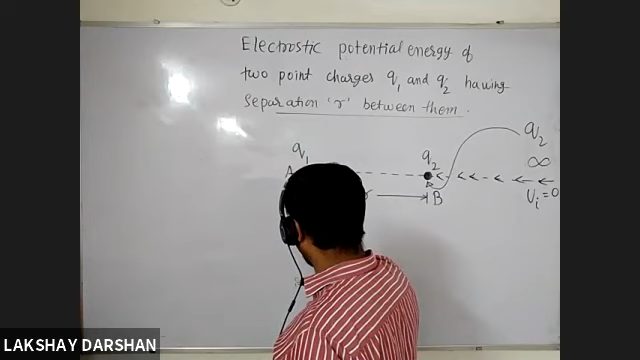 Electrostic potential energy of
two point charges q₁ and q₂ having
Separation 'r' between them.
q₁
q₂
q₂
∞
A
B
Uᵢ=0
LAKSHAY DARSHAN